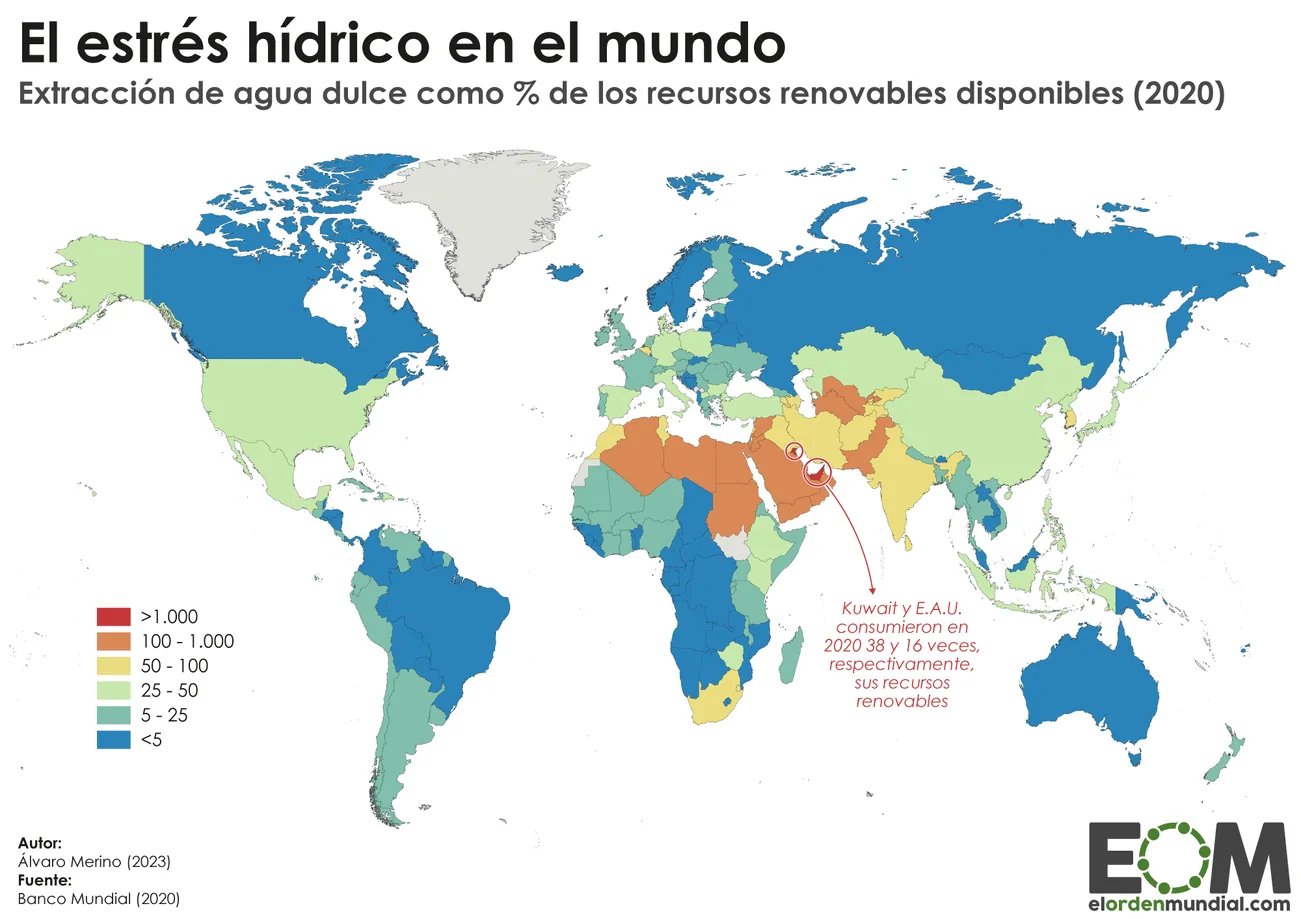 El estrés hídrico en el mundo
Extracción de agua dulce como % de los recursos renovables disponibles (2020)
>1.000
100 - 1.000
50 - 100
25 - 50
5 - 25
<5
Kuwait y E.A.U.
consumieron en
2020 38 y 16 veces,
respectivamente,
sus recursos
renovables
Autor:
Álvaro Merino (2023)
Fuente:
Banco Mundial (2020)
EOM
elordenmundial.com